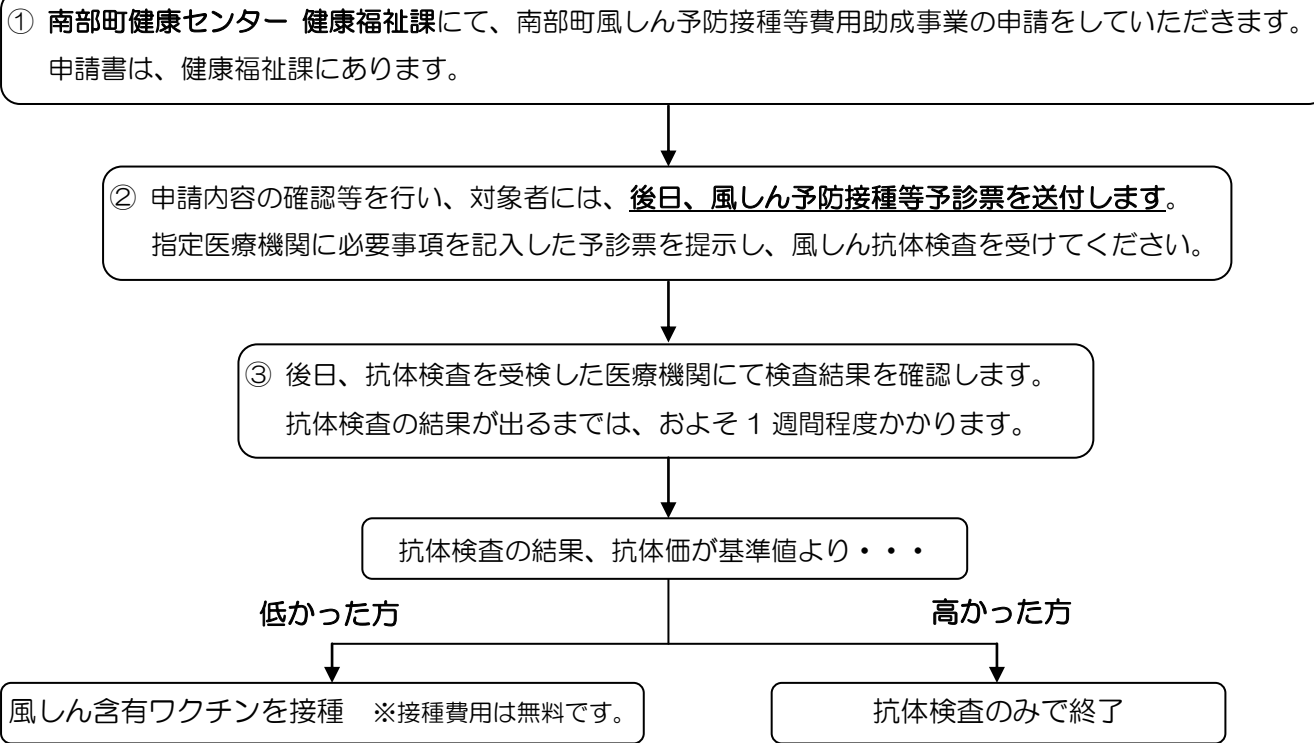 ① 南部町健康センター 健康福祉課にて、南部町風しん予防接種等費用助成事業の申請をしていただきます。
申請書は、健康福祉課にあります。
② 申請内容の確認等を行い、対象者には、後日、風しん予防接種等予診票を送付します。
指定医療機関に必要事項を記入した予診票を提示し、風しん抗体検査を受けてください。
③ 後日、抗体検査を受検した医療機関にて検査結果を確認します。
抗体検査の結果が出るまでは、およそ 1 週間程度かかります。
抗体検査の結果、抗体価が基準値より・・・
低かった方
高かった方
風しん含有ワクチンを接種 ※接種費用は無料です。
抗体検査のみで終了